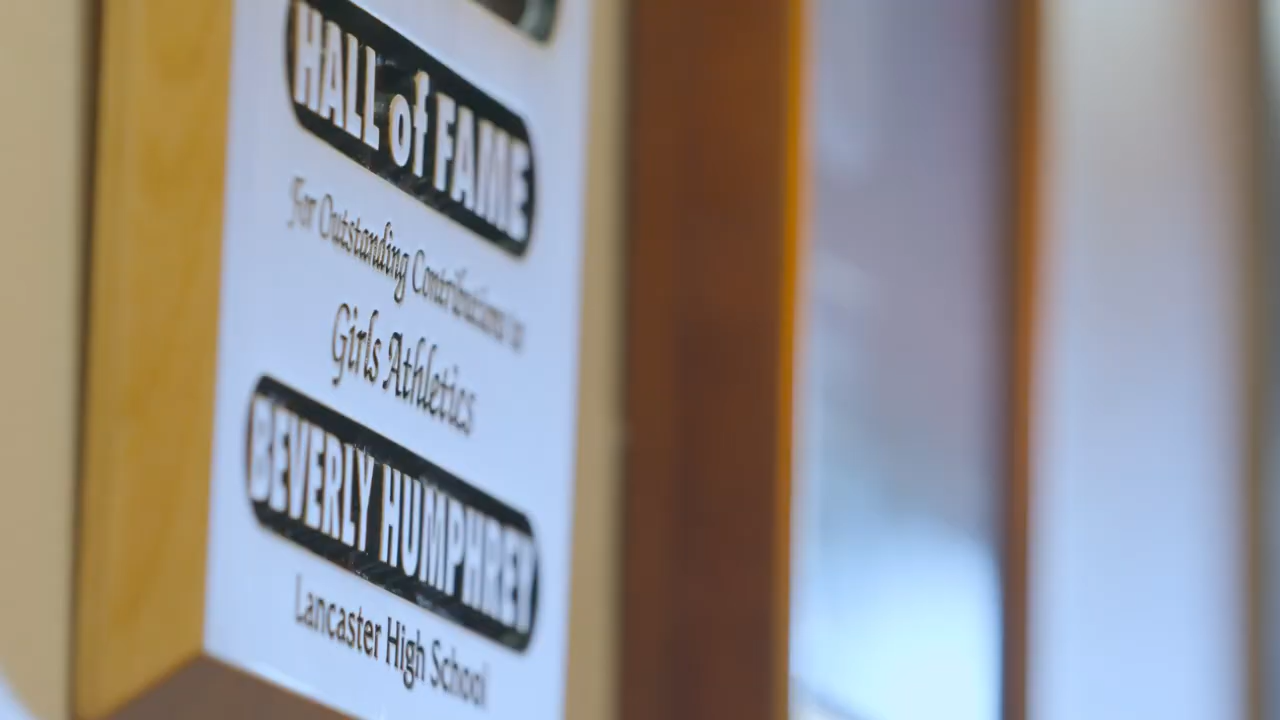 HALL of FAME
For Outstanding Contributions to
Girls Athletics
BEVERLY HUMPHREY
Lancaster High School